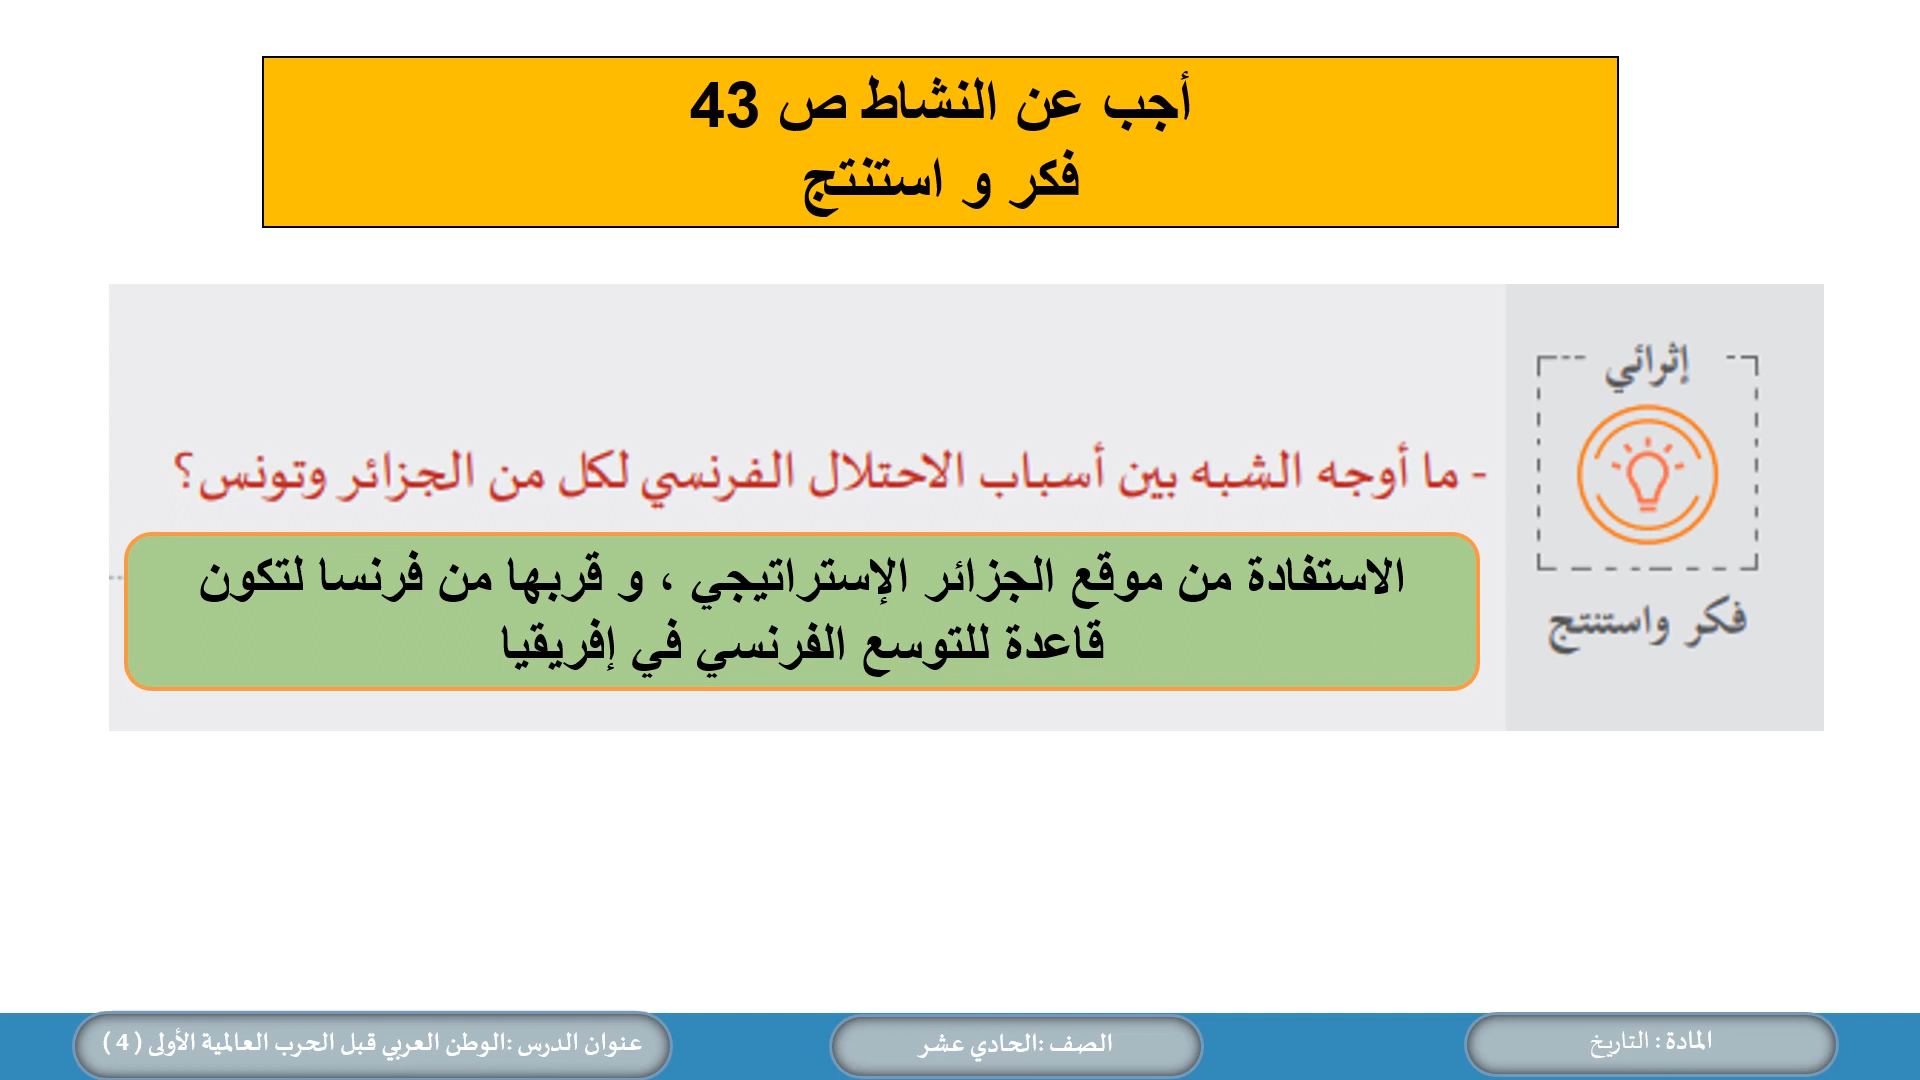 أجب عن النشاط ص 43
فكر و استنتج
إثرائي
- ما أوجه الشبه بين أسباب الاحتلال الفرنسي لكل من الجزائر وتونس؟
الاستفادة من موقع الجزائر الإستراتيجي ، و قربها من فرنسا لتكون
قاعدة للتوسع الفرنسي في إفريقيا
فكر واستنتج
المادة : التاريخ
الصف :الحادي عشر
عنوان الدرس :الوطن العربي قبل الحرب العالمية الأولى ( 4 )